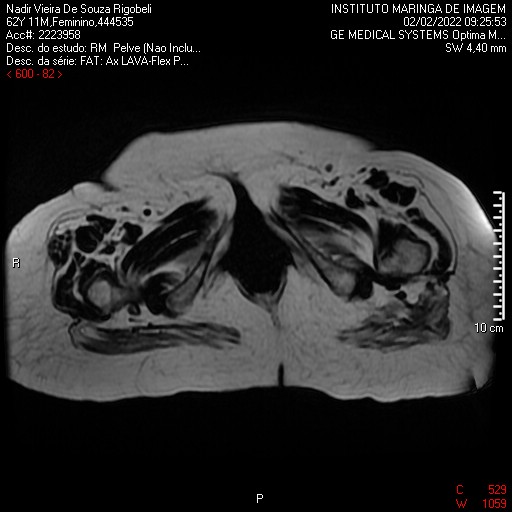 Nadir Vieira De Souza Rigobeli
62Y 11M,Feminino,444535
Acc#: 2223958
Desc. do estudo: RM  Pelve (Nao Inclu...
Desc. da série: FAT: Ax LAVA-Flex P...
< 600 - 82 >
INSTITUTO MARINGA DE IMAGEM
02/02/2022 09:25:53
GE MEDICAL SYSTEMS Optima M...
SW 4,40 mm
R
10 cm
P
C 529
W 1059